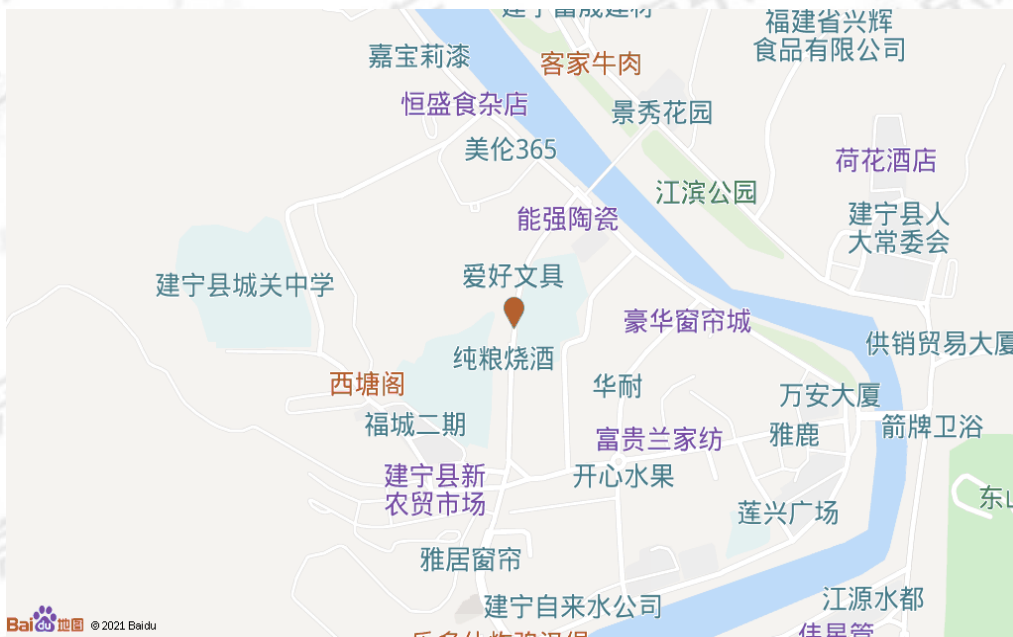 福建省兴辉
食品有限公司
嘉宝莉漆
客家牛肉
恒盛食杂店
景秀花园
美伦365
荷花酒店
江滨公园
能强陶瓷
建宁县人
大常委会
爱好文具
建宁县城关中学
豪华窗帘城
供销贸易大厦
纯粮烧酒
西塘阁
华耐
万安大厦
福城二期
箭牌卫浴
富贵兰家纺
雅鹿
建宁县新
农贸市场
开心水果
东山
莲兴广场
雅居窗帘
建宁自来水公司
江源水都
Bai du 地图 © 2021 Baidu